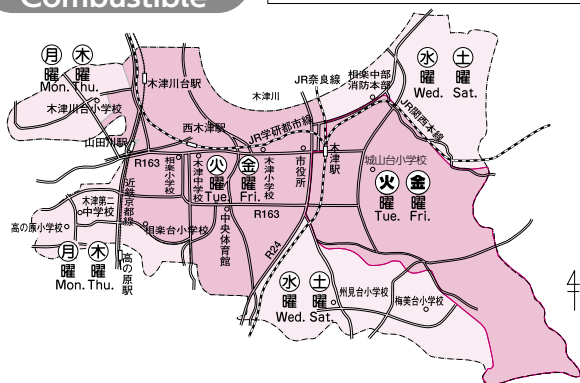 Combustible
月曜 木曜
Mon. Thu.
木津川台小学校
山田川駅
木津川台駅
木津川
JR奈良線
相楽中部
消防本部
水曜 土曜
Wed. Sat.
JR関西本線
西木津駅
JR学研都市線
R163
相楽小学校
木津中学校
火曜 金曜
Tue. Fri.
木津小学校
市役所
木津駅
城山台小学校
火曜 金曜
Tue. Fri.
近鉄京都線
木津第二
中学校
高の原小学校
相楽台小学校
中央体育館
R163
R24
月曜 木曜
Mon. Thu.
高の原駅
水曜 土曜
Wed. Sat.
州見台小学校
梅美台小学校